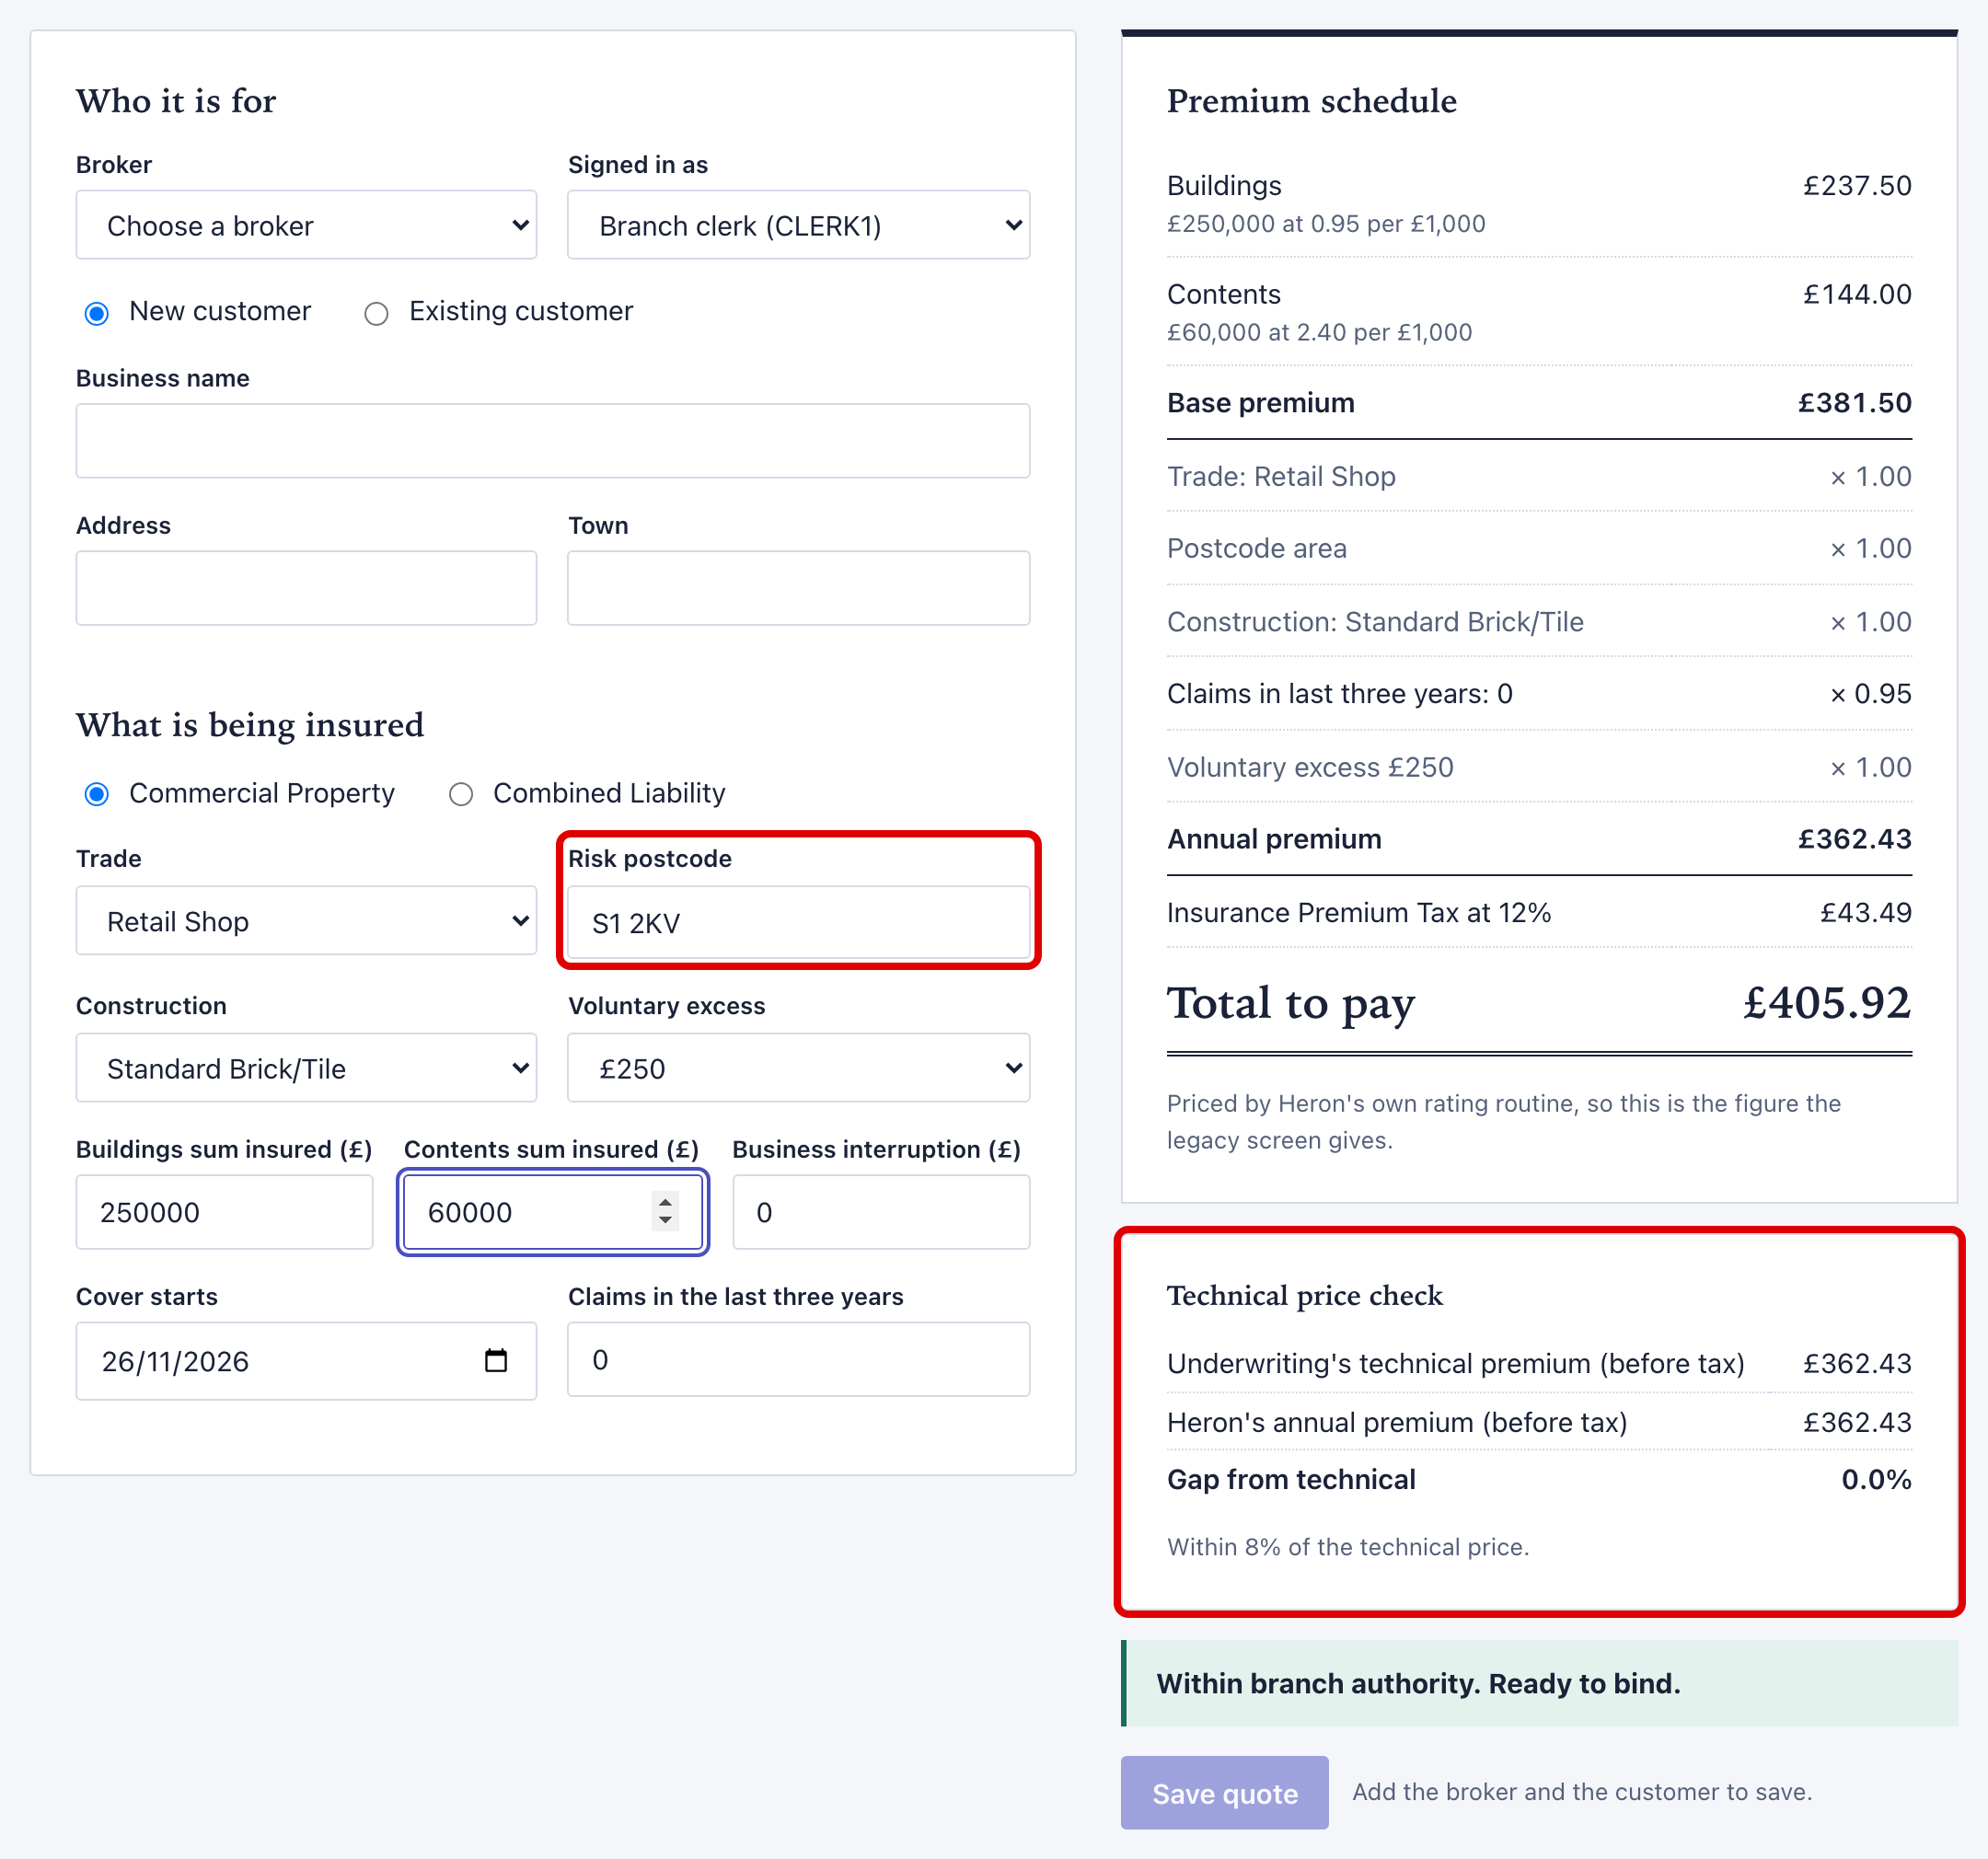 Who it is for
Broker
Signed in as
Choose a broker
Branch clerk (CLERK1)
New customer
Existing customer
Business name
Address
Town
What is being insured
Commercial Property
Combined Liability
Trade
Risk postcode
Retail Shop
S1 2KV
Construction
Voluntary excess
Standard Brick/Tile
£250
Buildings sum insured (£)
Contents sum insured (£)
Business interruption (£)
250000
60000
0
Cover starts
Claims in the last three years
26/11/2026
0
Premium schedule
Buildings £237.50
£250,000 at 0.95 per £1,000
Contents £144.00
£60,000 at 2.40 per £1,000
Base premium £381.50
Trade: Retail Shop × 1.00
Postcode area × 1.00
Construction: Standard Brick/Tile × 1.00
Claims in last three years: 0 × 0.95
Voluntary excess £250 × 1.00
Annual premium £362.43
Insurance Premium Tax at 12% £43.49
Total to pay £405.92
Priced by Heron's own rating routine, so this is the figure the
legacy screen gives.
Technical price check
Underwriting's technical premium (before tax) £362.43
Heron's annual premium (before tax) £362.43
Gap from technical 0.0%
Within 8% of the technical price.
Within branch authority. Ready to bind.
Save quote
Add the broker and the customer to save.